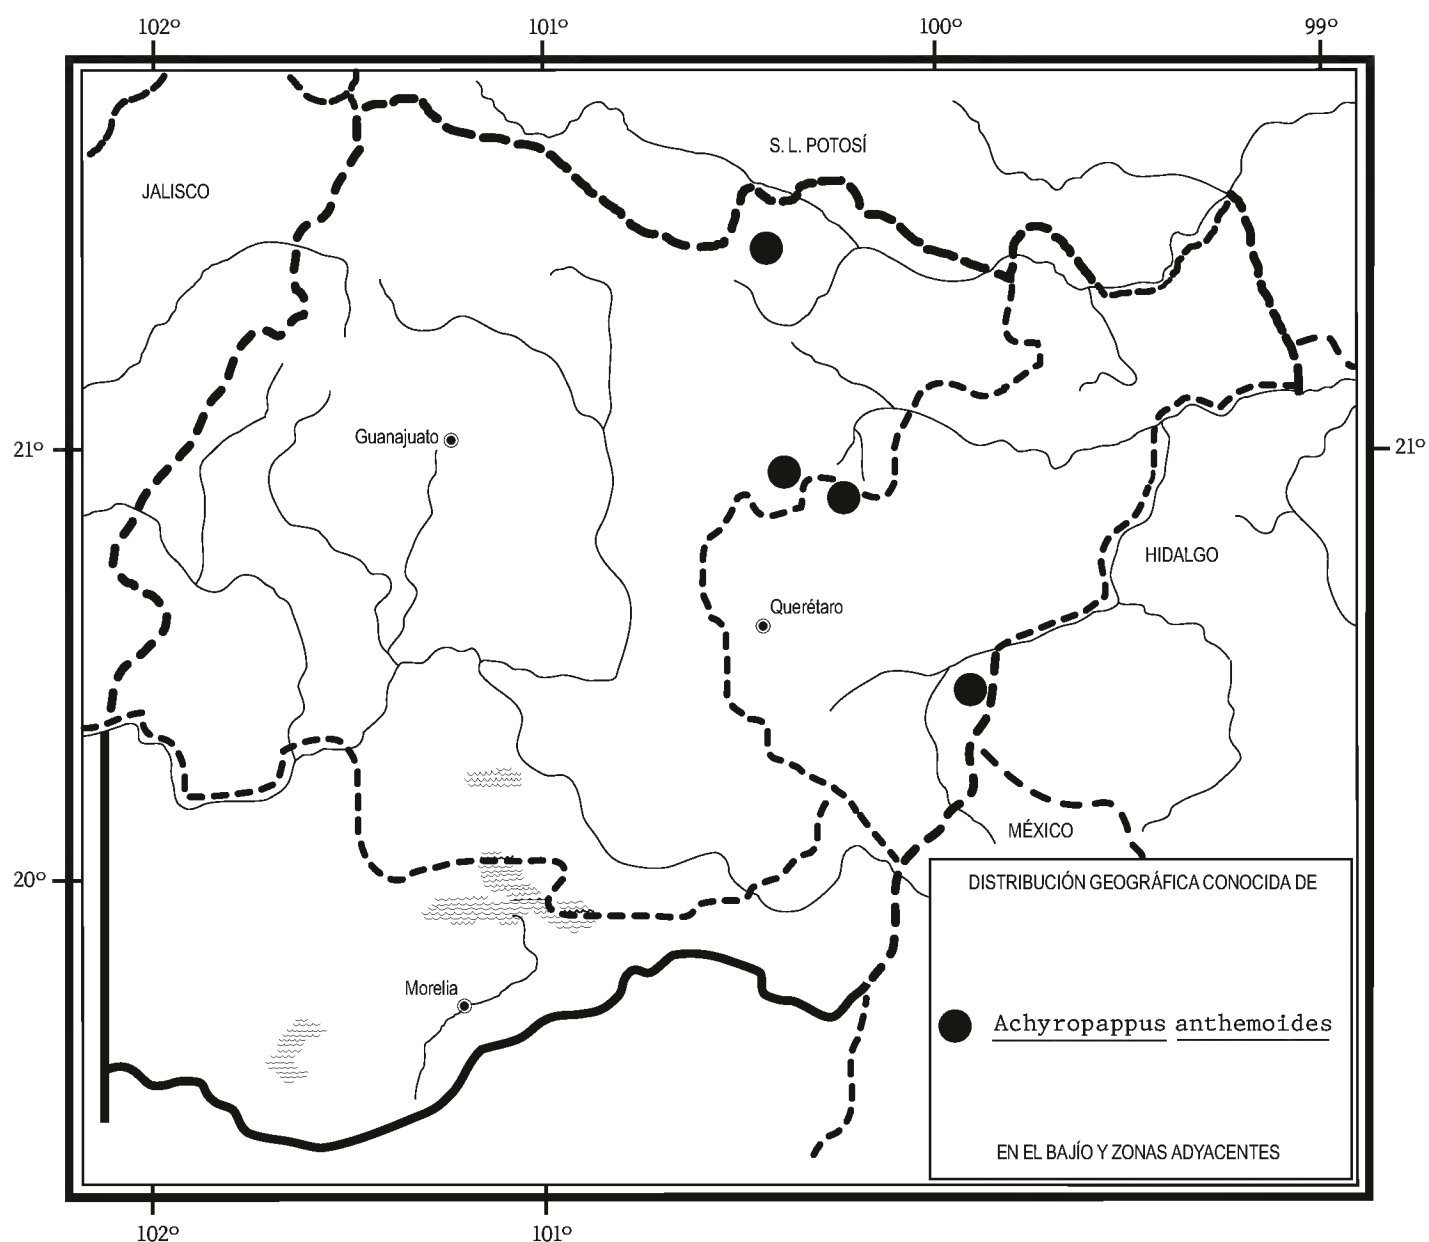 102º 101º 100º 99º
S. L. POTOSÍ
JALISCO
Guanajuato
21º 21º
HIDALGO
Querétaro
MÉXICO
20º
DISTRIBUCIÓN GEOGRÁFICA CONOCIDA DE
Morelia
Achyropappus anthemoides
EN EL BAJÍO Y ZONAS ADYACENTES
102º 101º